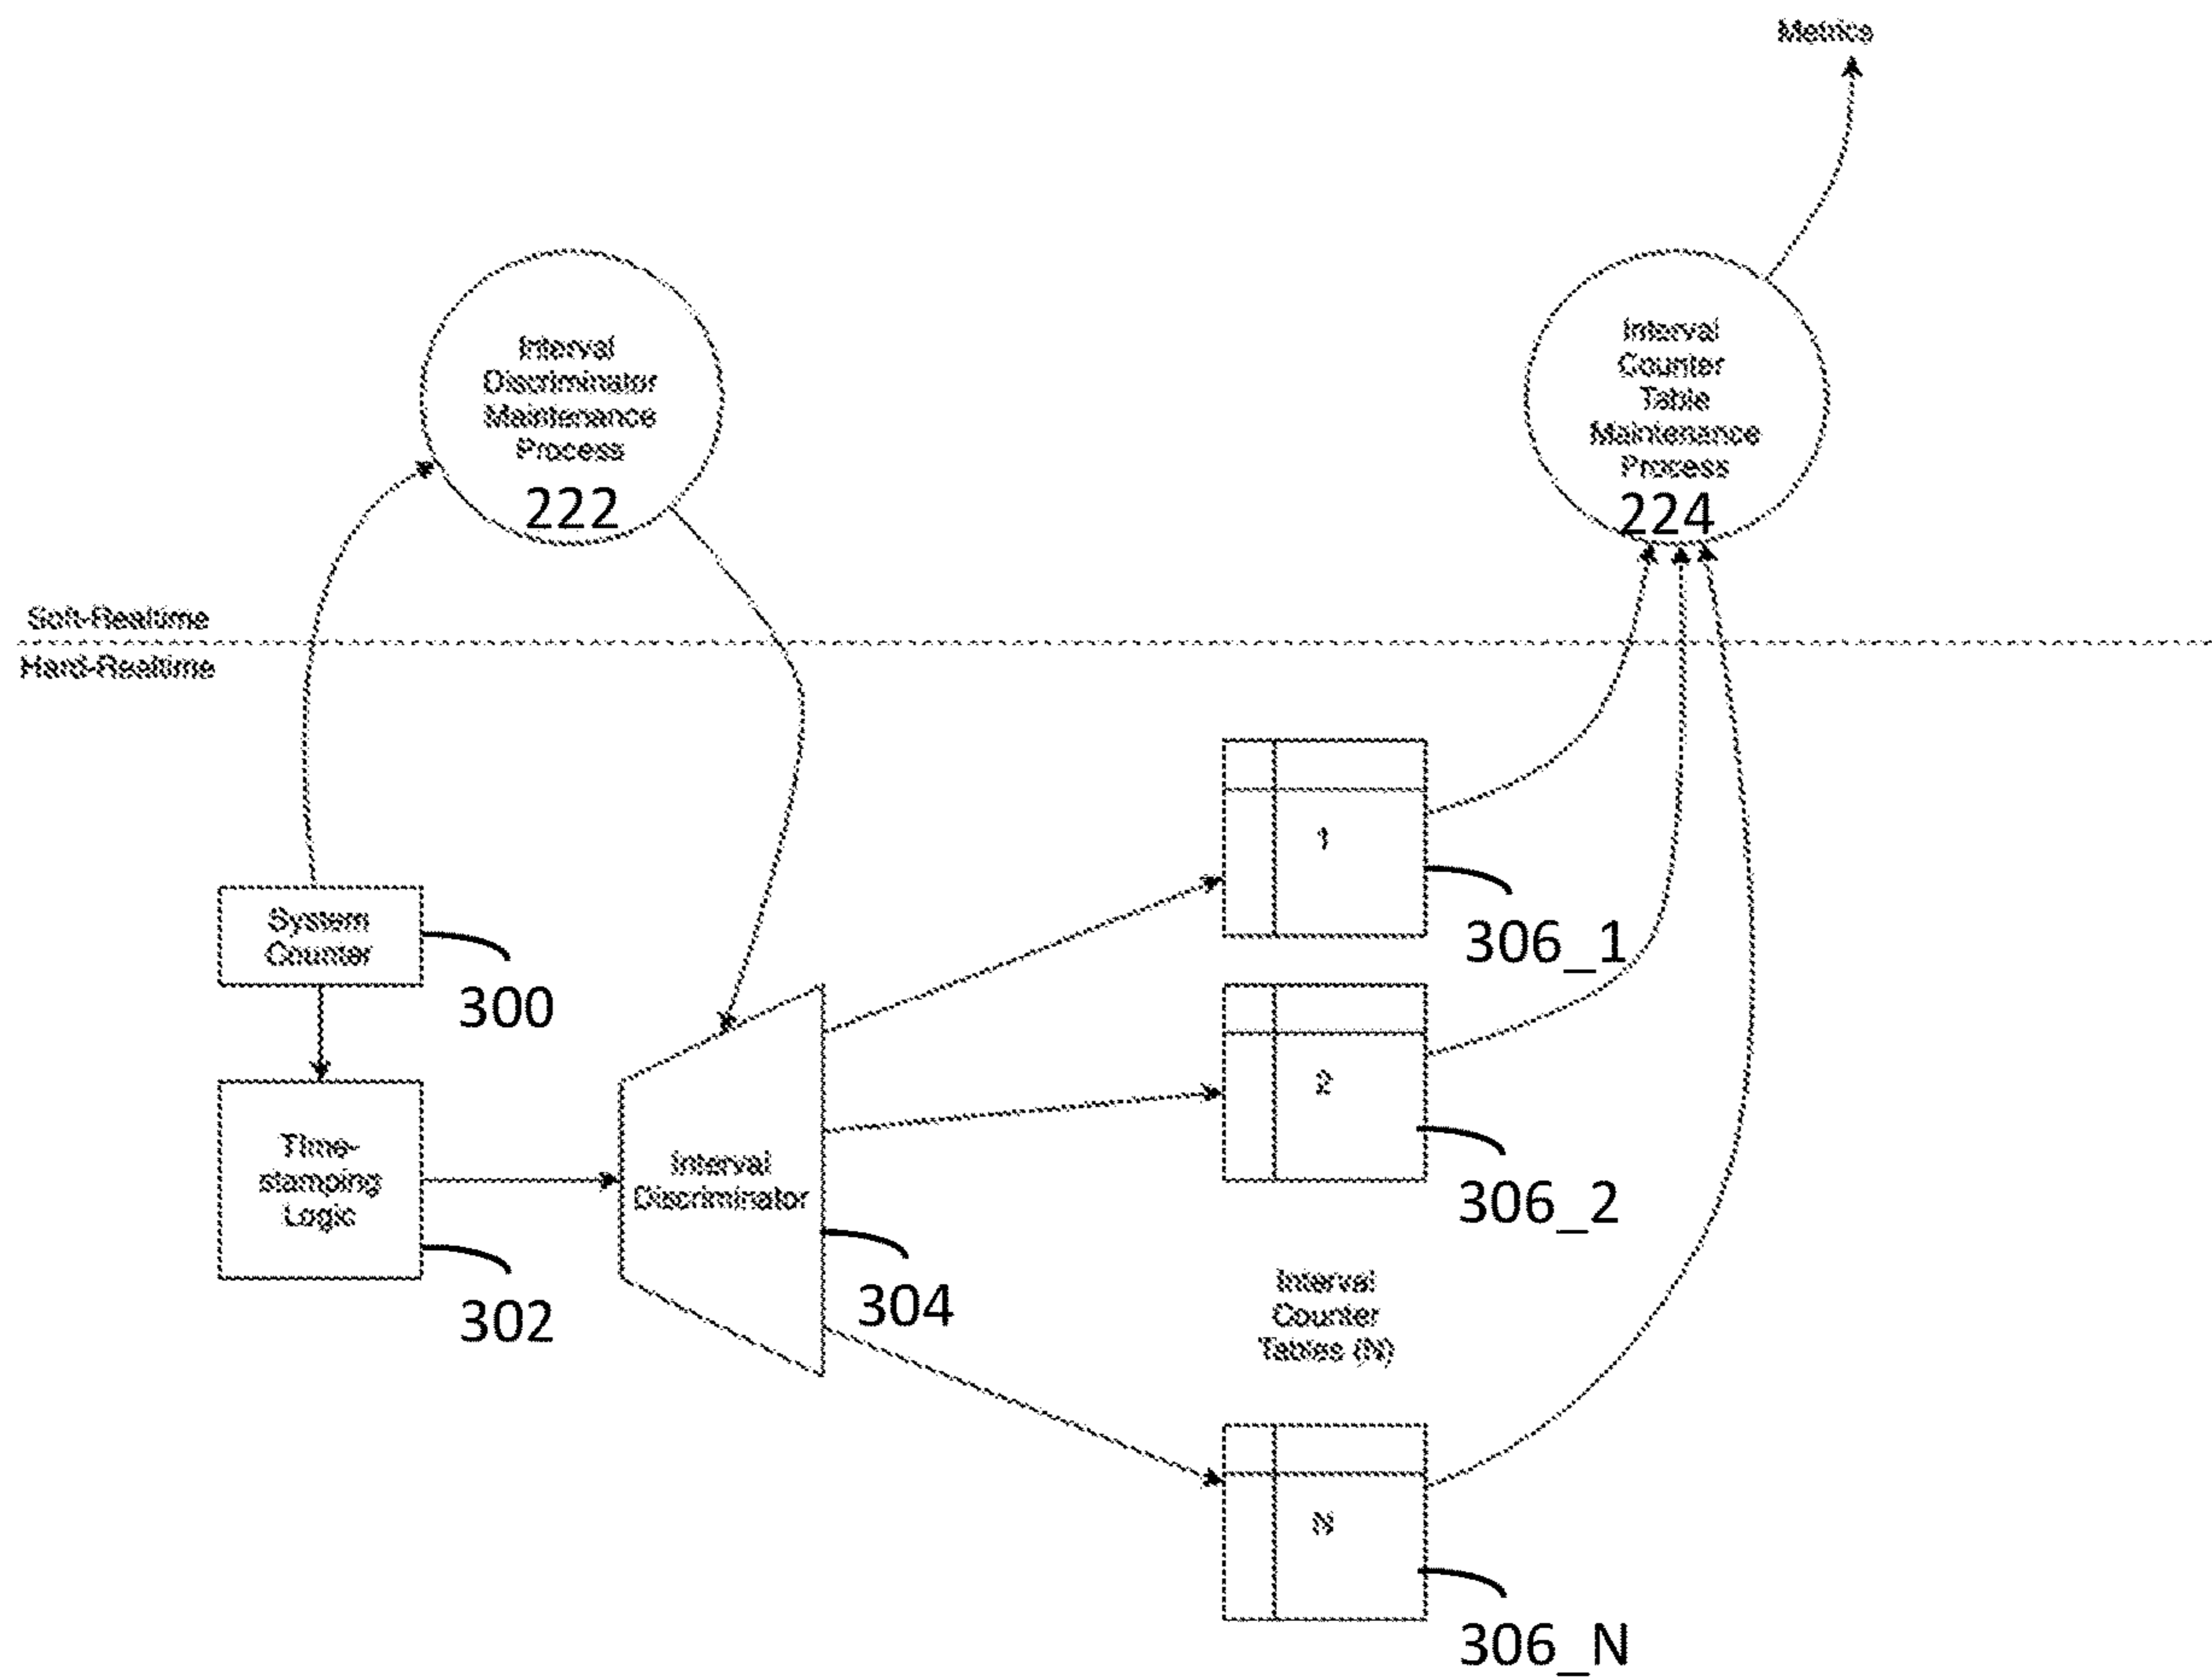 Metrics
Interval
Discriminator
Maintenance
Process
222
Interval
Counter
Table
Maintenance
Process
224
Soft-Realtime
Hard-Realtime
System
Counter
300
Time-
stamping
Logic
302
Interval
Discriminator
304
1
306_1
2
306_2
Interval
Counter
Tables (N)
N
306_N